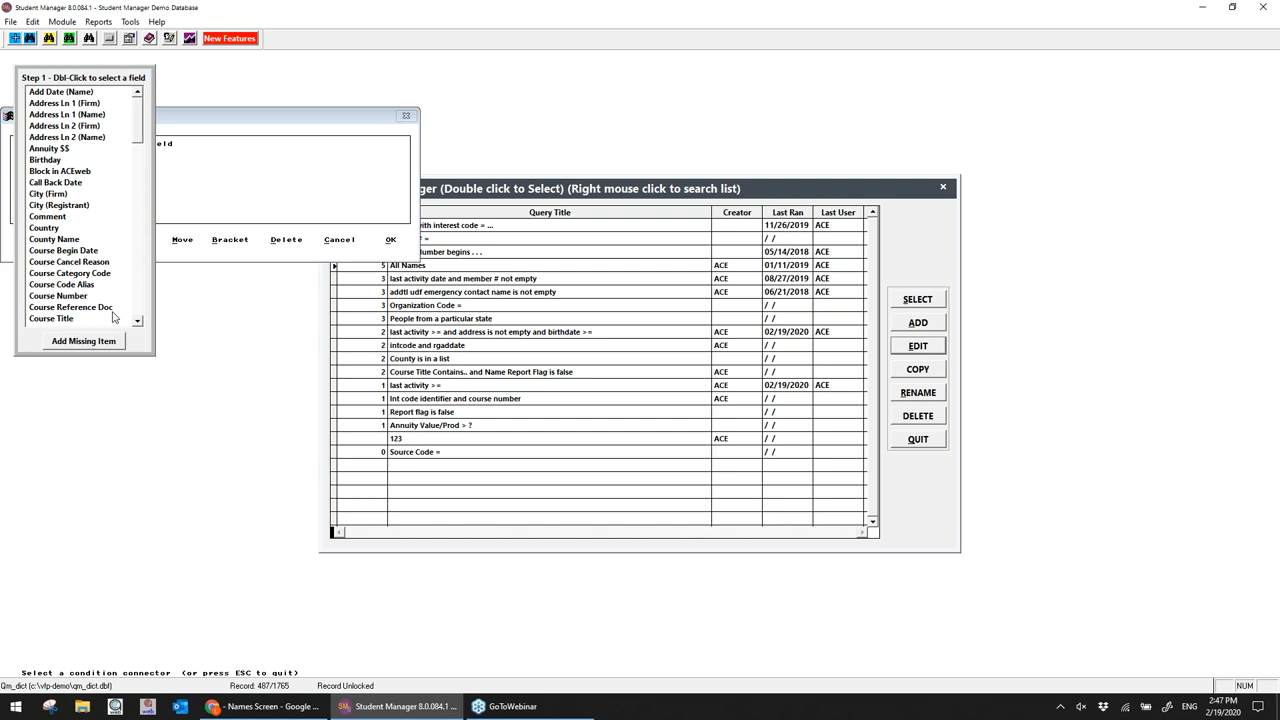 Student Manager 8.0.084.1 - Student Manager Demo Database
File Edit Module Reports Tools Help
New Features
Step 1 - Dbl-Click to select a field
Add Date (Name)
Address Ln 1 (Firm)
Address Ln 1 (Name)
Address Ln 2 (Firm)
Address Ln 2 (Name)
Annuity $$
Birthday
Block in ACEweb
Call Back Date
City (Firm)
City (Registrant)
Comment
Country
County Name
Course Begin Date
Course Cancel Reason
Course Category Code
Course Code Alias
Course Number
Course Reference Doc
Course Title
Add Missing Item
eld
Move Bracket Delete Cancel OK
ger (Double click to Select) (Right mouse click to search list)
Query Title Creator Last Ran Last User
with interest code = ... 11/26/2019 ACE
# = / /
umber begins . . . 05/14/2018 ACE
5 All Names ACE 01/11/2019 ACE
3 last activity date and member # not empty ACE 08/27/2019 ACE
3 addtl udf emergency contact name is not empty ACE 06/21/2018 ACE
3 Organization Code = / /
3 People from a particular state / /
2 last activity >= and address is not empty and birthdate >= ACE 02/19/2020 ACE
2 intcode and rgaddate ACE / /
2 County is in a list / /
2 Course Title Contains.. and Name Report Flag is false ACE / /
1 last activity >= ACE 02/19/2020 ACE
1 Int code identifier and course number ACE / /
1 Report flag is false / /
1 Annuity Value/Prod > ? / /
123 ACE / /
0 Source Code = / /
SELECT
ADD
EDIT
COPY
RENAME
DELETE
QUIT
Select a condition connector (or press ESC to quit)
Qm_dict (c:\vfp-demo\qm_dict.dbf) Record: 487/1765 Record Unlocked NUM
- Names Screen - Google ... Student Manager 8.0.084.1 ... GoToWebinar ENG 2:47 PM
2/19/2020